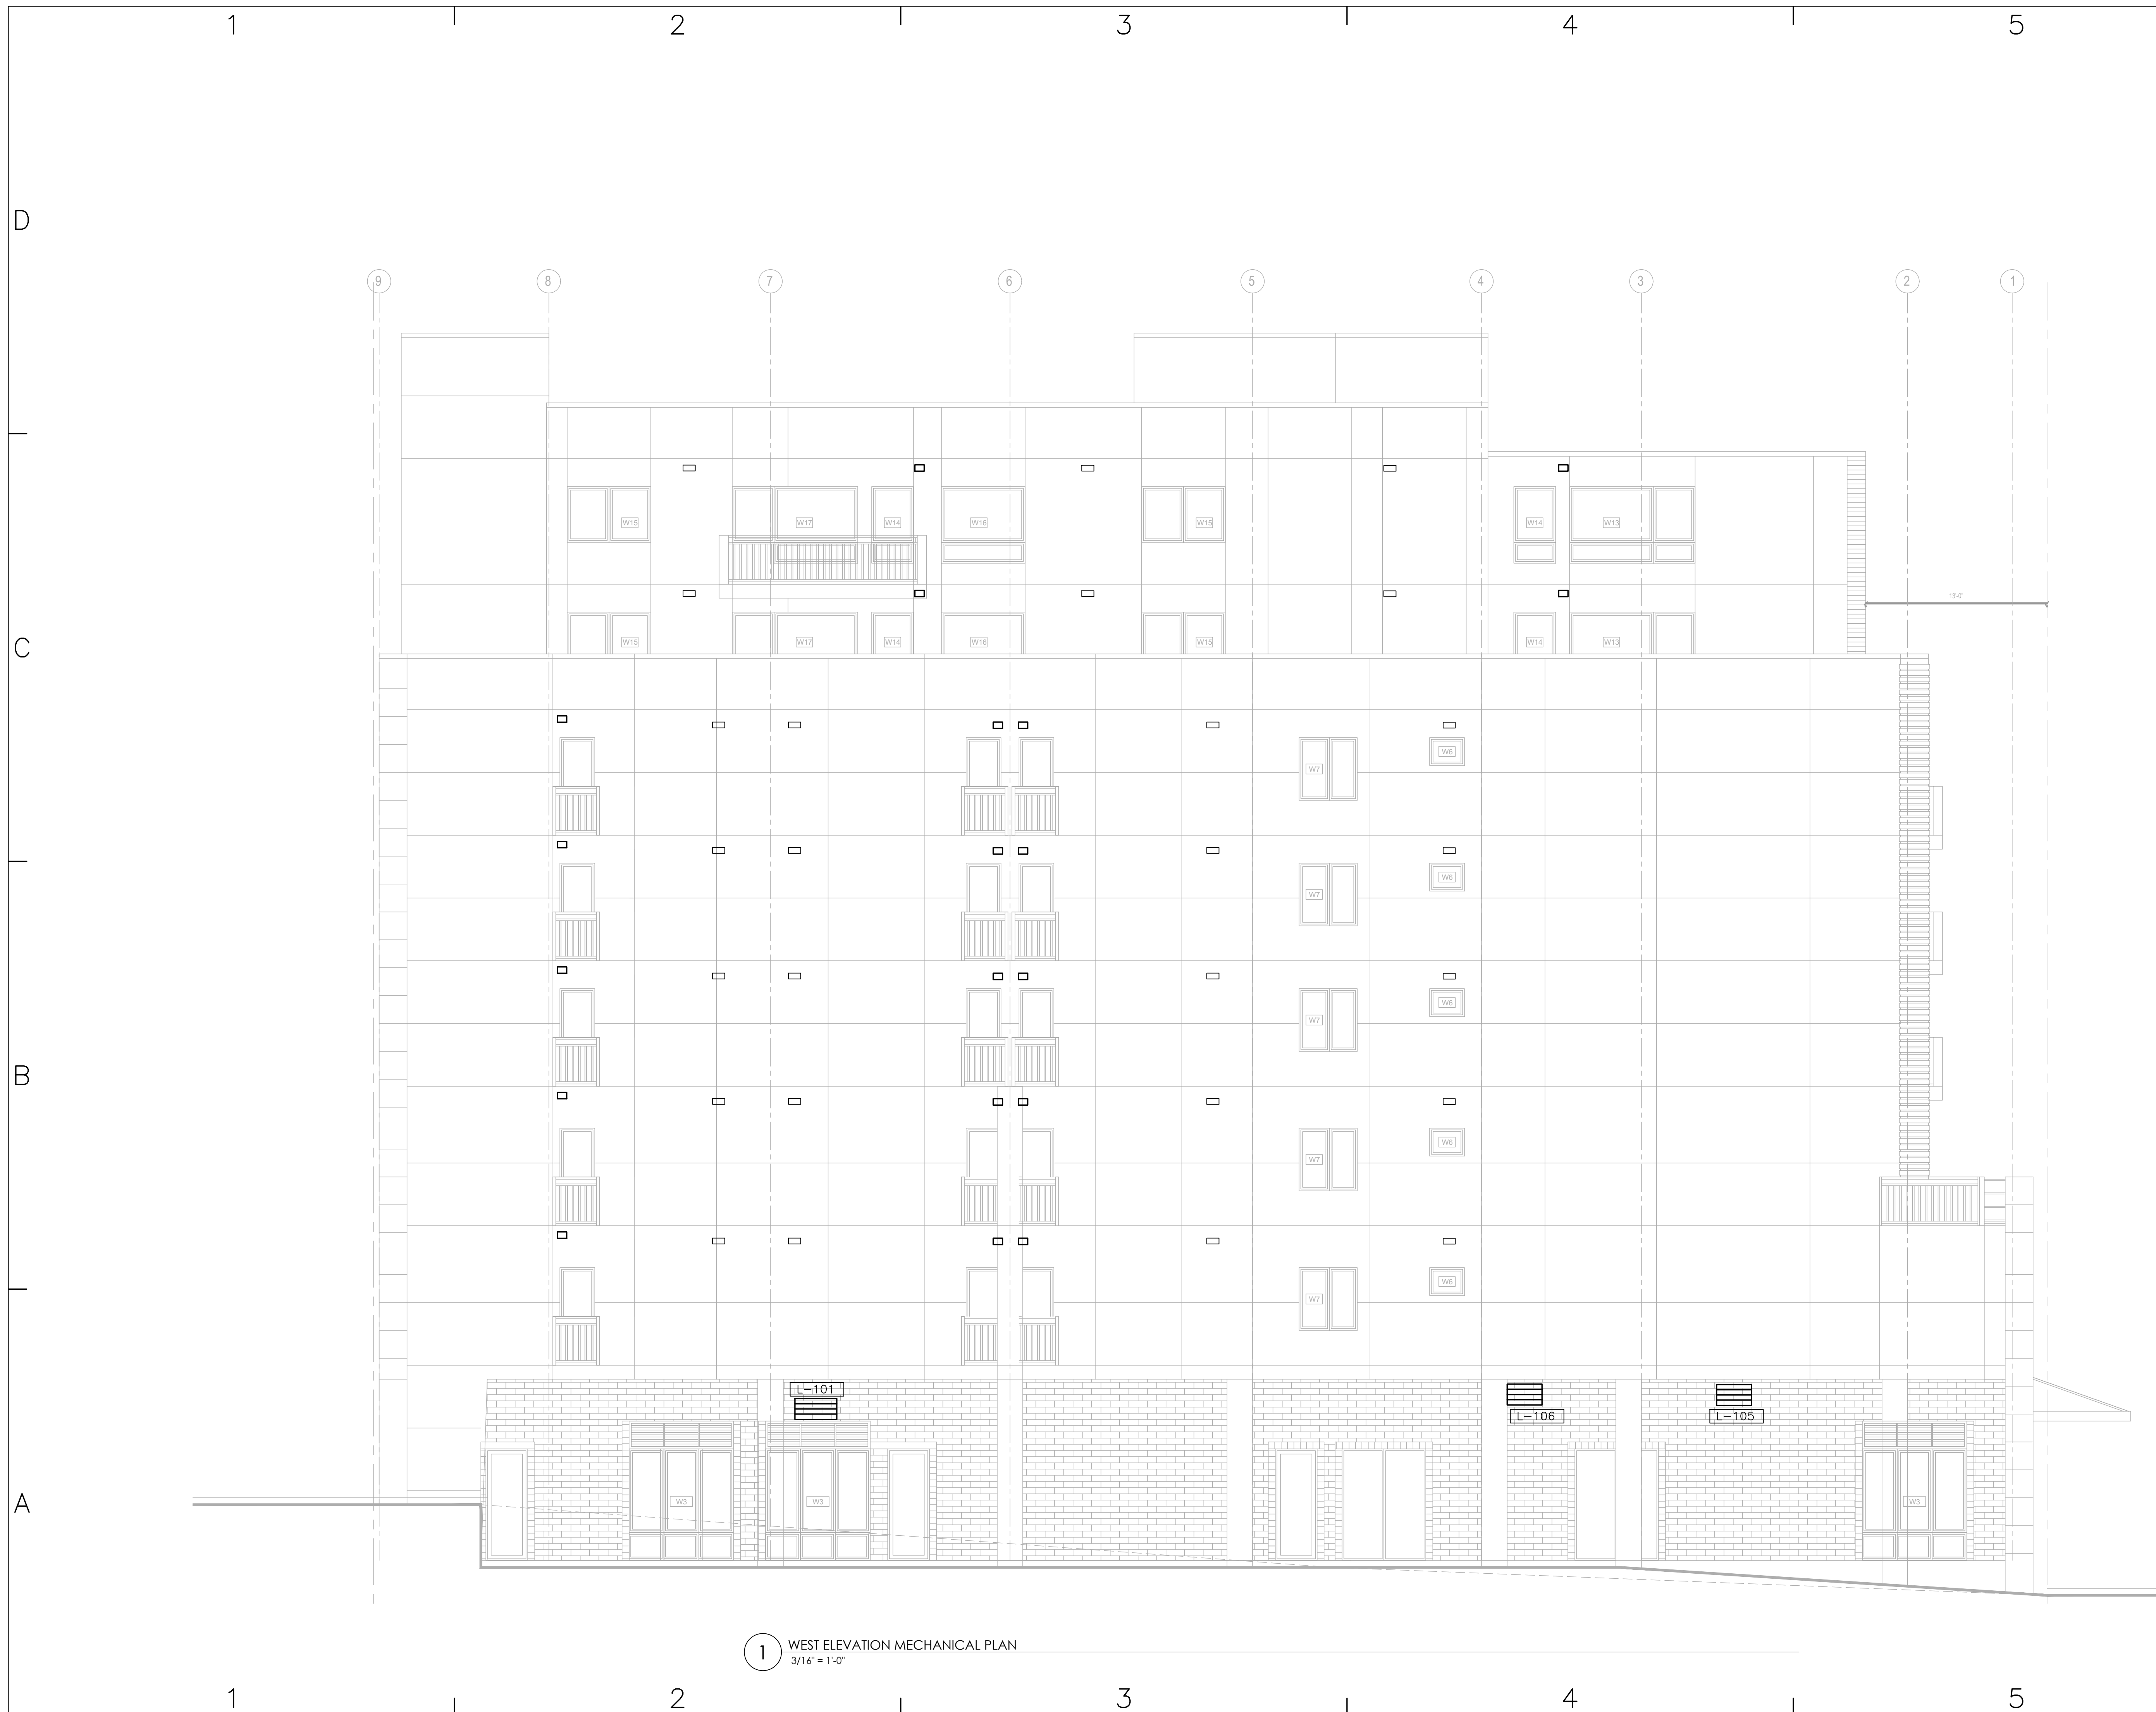 1 2 3 4 5
D
9 8 7 6 5 4 3 2 1
W15 W17 W14 W16 W15 W14 W13
13'-0"
C
W15 W17 W14 W16 W15 W14 W13
W6
W7
W6
W7
W6
W7
B
W6
W7
W6
W7
L-101
L-106 L-105
A
W3 W3 W3
1 WEST ELEVATION MECHANICAL PLAN
3/16" = 1'-0"
1 2 3 4 5